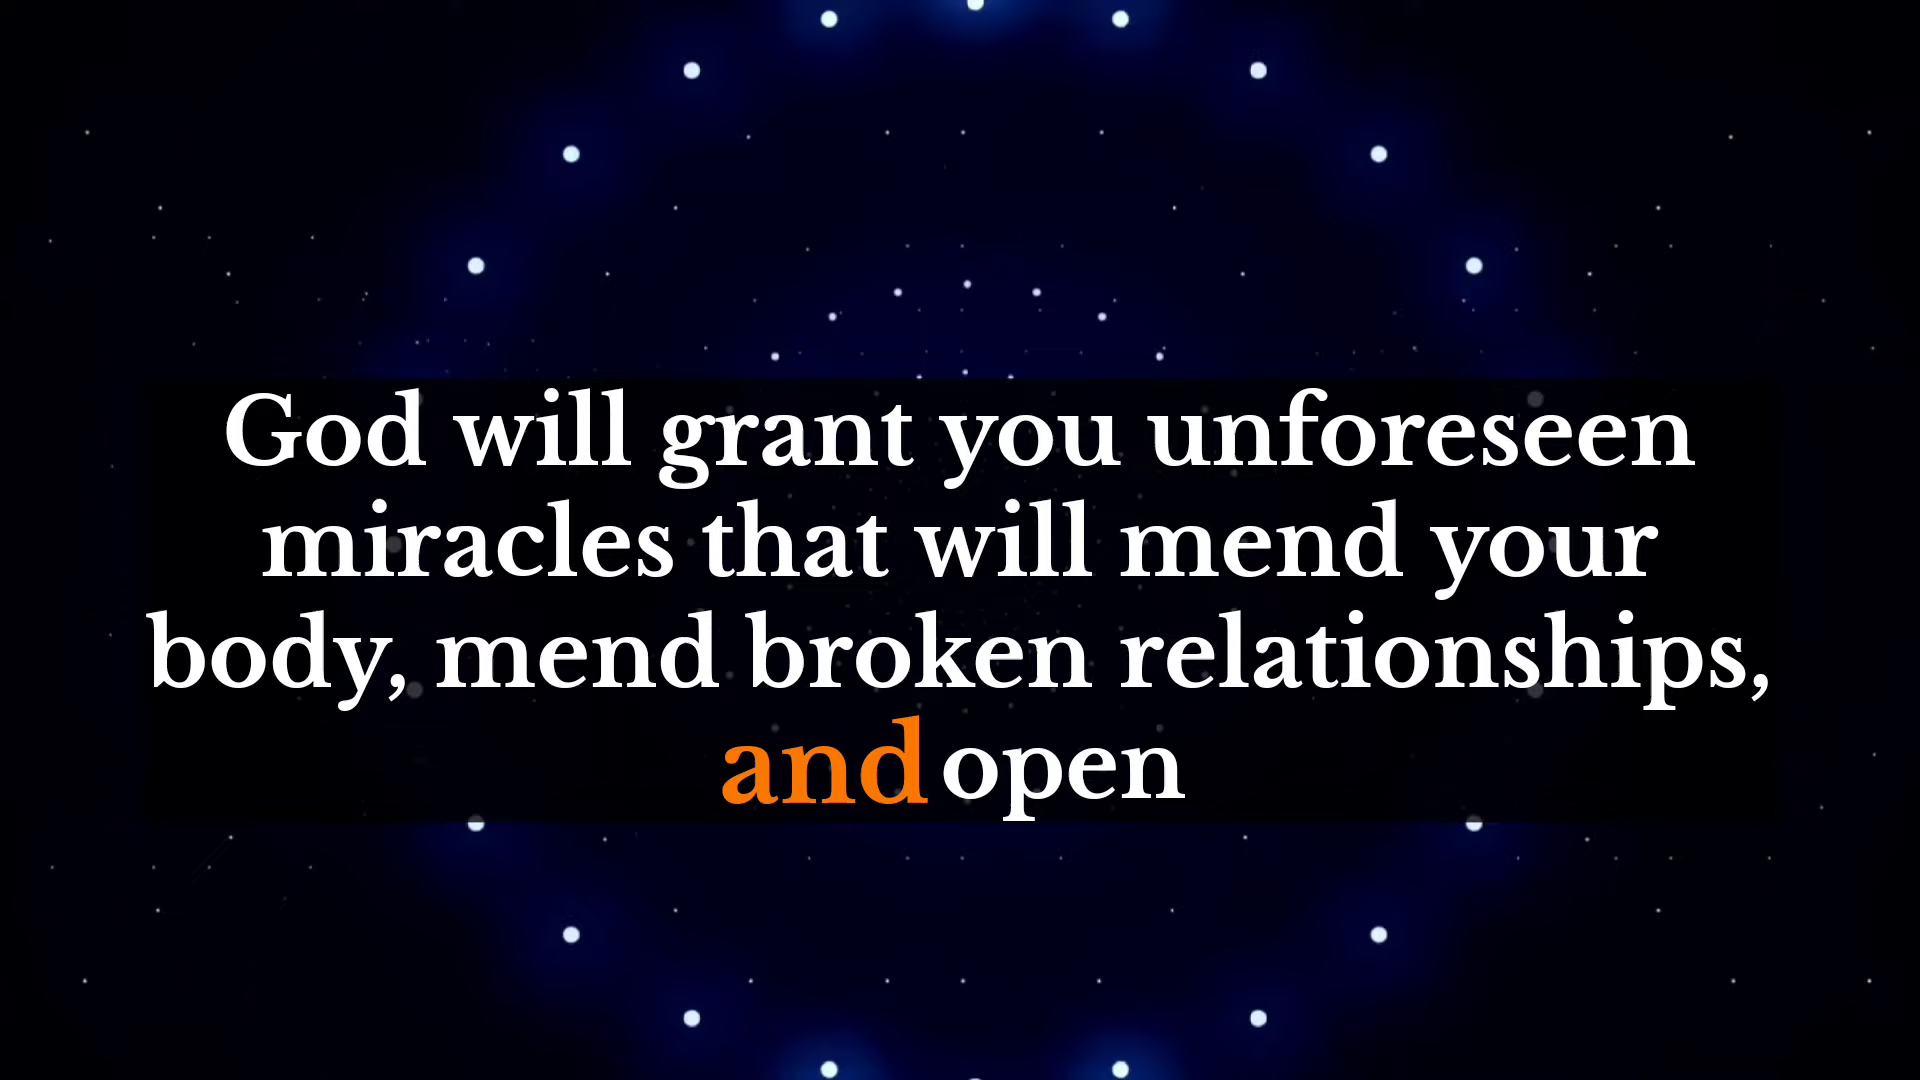 God will grant you unforeseen
miracles that will mend your
body, mend broken relationships,
and open